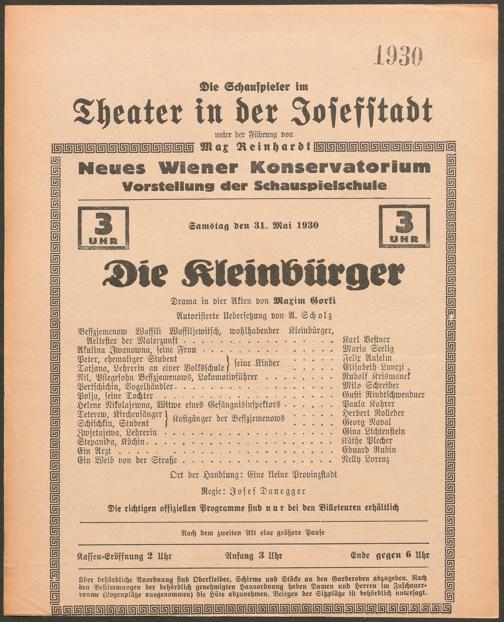 1930
Die Schauspieler im
Theater in der Josefstadt
unter der Führung von
Max Reinhardt
Neues Wiener Konservatorium
Vorstellung der Schauspielschule
3 UHR
Samstag den 31. Mai 1930
3 UHR
Die Kleinbürger
Drama in vier Akten von Maxim Gorki
Autorisierte Uebersetzung von A. Scholz
Besszjemenow Wassili Wassiljewitsch, wohlhabender Kleinbürger,
Aeltester der Malerzunft . . . Karl Bestner
Akulina Iwanowna, seine Frau . . . Maria Seelig
Peter, ehemaliger Student } seine Kinder . . . Felix Anselm
Tatjana, Lehrerin an einer Volksschule } . . . Elisabeth
Nil, Pflegesohn Besszjemenows, Lokomotivführer . . . Rudolf Krismanek
Pertschichin, Vogelhändler . . . Milo Schreiber
Polja, seine Tochter . . . Gusti Rindtschwendner
Helene Nikolajewna, Witwe eines Gefängnisinspektors . . . Paula Kahrer
Teterew, Kirchensänger } Kostgänger der Besszjemenows . . . Herbert Rolleder
Schischkin, Student } . . . Georg Naval
Zwjetajewa, Lehrerin . . . Gina Lichtenstein
Stepanida, Köchin . . . Käthe Plecher
Ein Arzt . . . Eduard Rubin
Ein Weib von der Straße . . . Nelly Lorenz
Ort der Handlung: Eine kleine Provinzstadt
Regie: Josef Danegger
Die richtigen offiziellen Programme sind nur bei den Billeteuren erhältlich
Nach dem zweiten Akt eine größere Pause
Kassen-Eröffnung 2 Uhr
Anfang 3 Uhr
Ende gegen 6 Uhr
Über behördliche Anordnung sind Oberkleider, Schirme und Stöcke an den Garderoben abzugeben. Nach
den Bestimmungen der behördlich genehmigten Hausordnung haben Damen und Herren im Zuschauer-
raume (Logenplätze ausgenommen) die Hüte abzunehmen. Belegen der Sitzplätze ist behördlich untersagt.